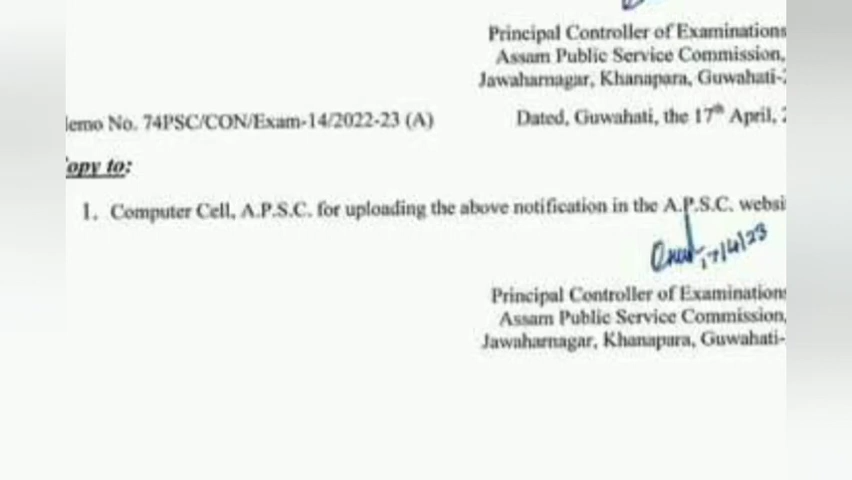 Principal Controller of Examinations
Assam Public Service Commission,
Jawaharnagar, Khanapara, Guwahati-
emo No. 74PSC/CON/Exam-14/2022-23 (A)
Dated, Guwahati, the 17th April,
opy to:
1. Computer Cell, A.P.S.C. for uploading the above notification in the A.P.S.C. websi
17/4/23
Principal Controller of Examinations
Assam Public Service Commission,
Jawaharnagar, Khanapara, Guwahati-